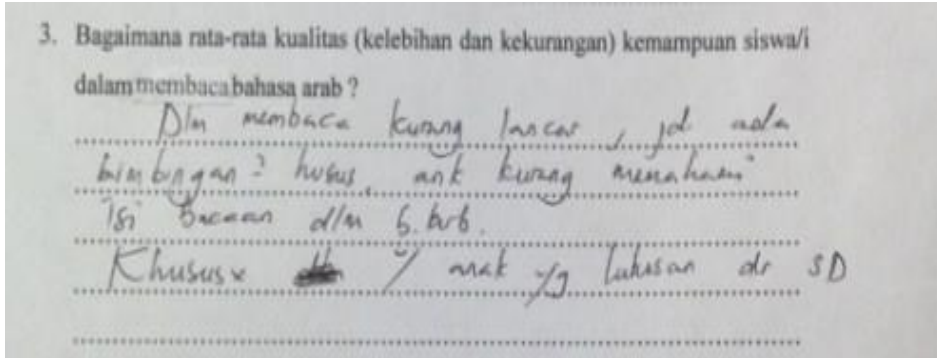 3. Bagaimana rata-rata kualitas (kelebihan dan kekurangan) kemampuan siswa/i
dalam membaca bahasa arab ?
Dlm membaca kurang lancar, jd ada
bimbingan² husus, ank kurang memahami
isi bacaan dlm b. Arb.
Khususx u/ anak yg lulusan dr SD